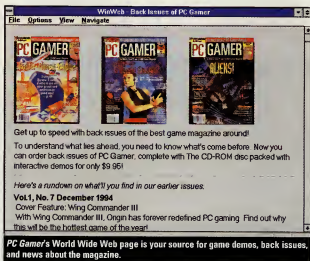 WinWeb - Back Issues of PC Gamer
File Options View Navigate
PC GAMER PC GAMER PC GAMER
ALIENS!
Get up to speed with back issues of the best game magazine around!
To understand what lies ahead, you need to know what's come before. Now you
can order back issues of PC Gamer, complete with The CD-ROM disc packed with
interactive demos for only $9.95!
Here's a rundown on what'll you find in our earlier issues.
Vol.1, No. 7 December 1994
Cover Feature: Wing Commander III
With Wing Commander III, Origin has forever redefined PC gaming. Find out why
this will be the hottest game of the year!
PC Gamer's World Wide Web page is your source for game demos, back issues,
and news about the magazine.